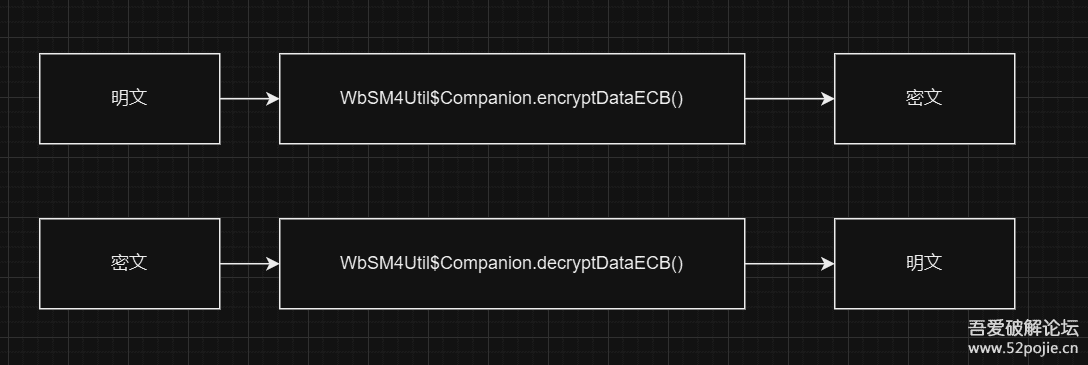 明文
WbSM4Util$Companion.encryptDataECB()
密文
密文
WbSM4Util$Companion.decryptDataECB()
明文
吾爱破解论坛
www.52pojie.cn